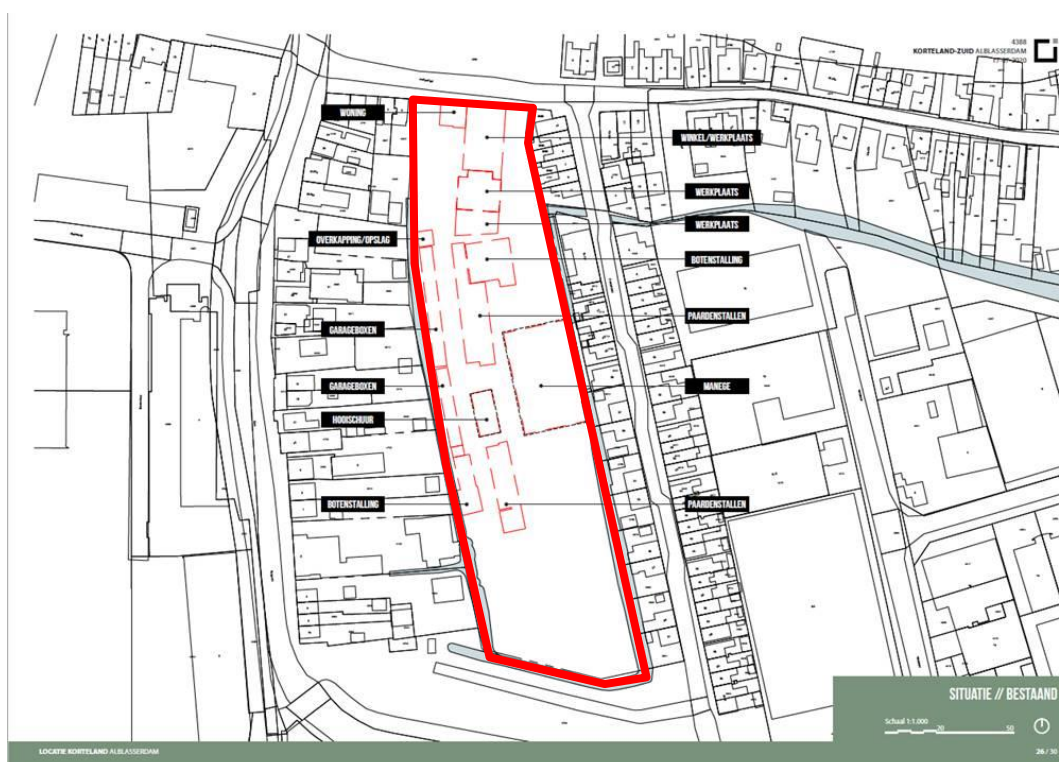 4388
KORTELAND-ZUID ALBLASSERDAM
WONING
WINKEL/WERKPLAATS
WERKPLAATS
WERKPLAATS
OVERKAPPING/OPSLAG
BOTENSTALLING
PAARDENSTALLEN
GARAGEBOXEN
GARAGEBOXEN
MANEGE
HOOISCHUUR
BOTENSTALLING
PAARDENSTALLEN
SITUATIE // BESTAAND
Schaal 1:1.000
20
50
LOCATIE KORTELAND ALBLASSERDAM
26 / 30